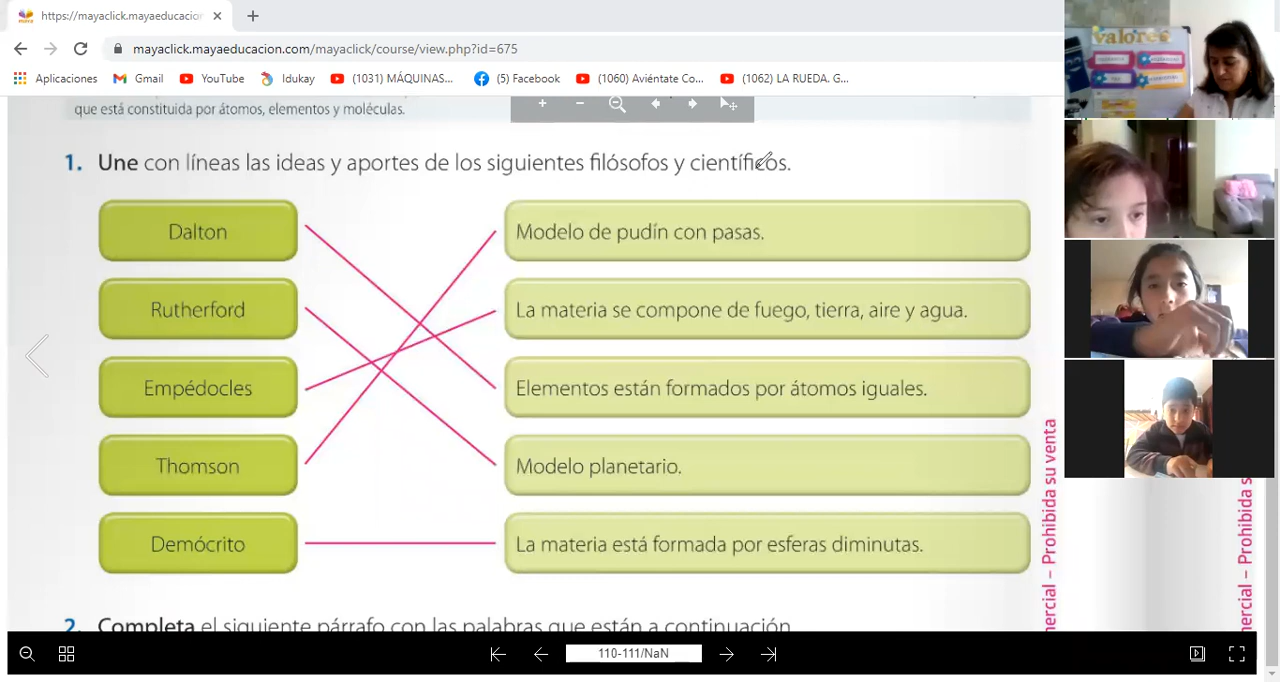 https://mayaclick.mayaeducacior
mayaclick.mayaeducacion.com/mayaclick/course/view.php?id=675
Aplicaciones
Gmail
YouTube
Idukay
(1031) MÁQUINAS...
(5) Facebook
(1060) Aviéntate Co...
(1062) LA RUEDA. G...
valores
que está constituida por átomos, elementos y moléculas.
1. Une con líneas las ideas y aportes de los siguientes filósofos y científicos.
Dalton
Modelo de pudín con pasas.
Rutherford
La materia se compone de fuego, tierra, aire y agua.
Empédocles
Elementos están formados por átomos iguales.
Thomson
Modelo planetario.
Demócrito
La materia está formada por esferas diminutas.
mercial – Prohibida su venta
mercial – Prohibida s
2. Completa el siguiente párrafo con las palabras que están a continuación
110-111/NaN